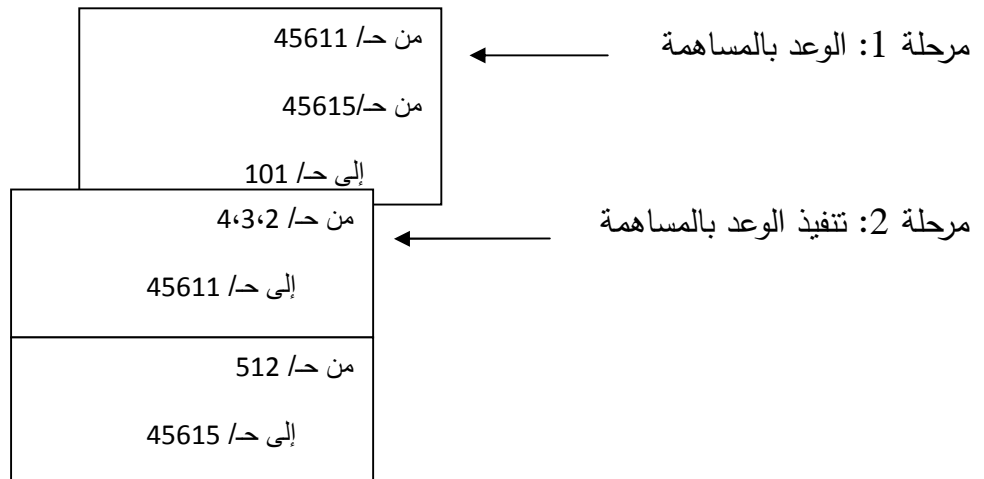 مرحلة 1: الوعد بالمساهمة
من حـ/ 45611
من حـ/45615
إلى حـ/ 101
مرحلة 2: تنفيذ الوعد بالمساهمة
من حـ/ 2،3،4
إلى حـ/ 45611
من حـ/ 512
إلى حـ/ 45615